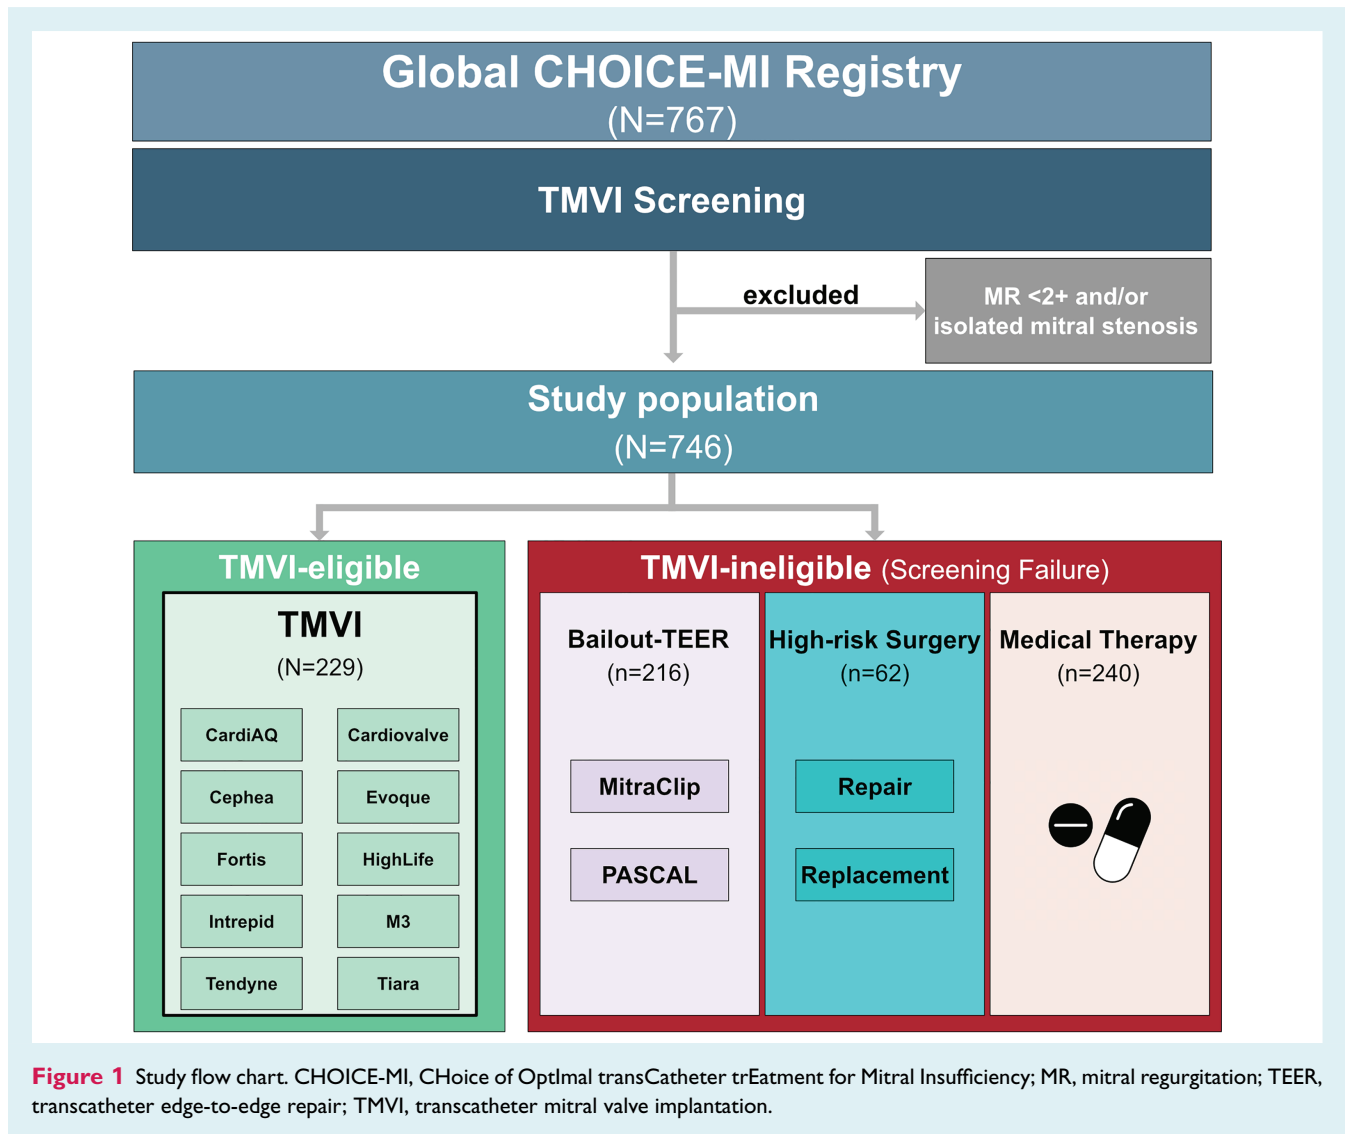 Global CHOICE-MI Registry
(N=767)
TMVI Screening
excluded
MR <2+ and/or
isolated mitral stenosis
Study population
(N=746)
TMVI-eligible
TMVI
(N=229)
CardiAQ
Cardiovalve
Cephea
Evoque
Fortis
HighLife
Intrepid
M3
Tendyne
Tiara
TMVI-ineligible (Screening Failure)
Bailout-TEER
(n=216)
MitraClip
PASCAL
High-risk Surgery
(n=62)
Repair
Replacement
Medical Therapy
(n=240)
Figure 1 Study flow chart. CHOICE-MI, CHoice of OptImal transCatheter trEatment for Mitral Insufficiency; MR, mitral regurgitation; TEER,
transcatheter edge-to-edge repair; TMVI, transcatheter mitral valve implantation.